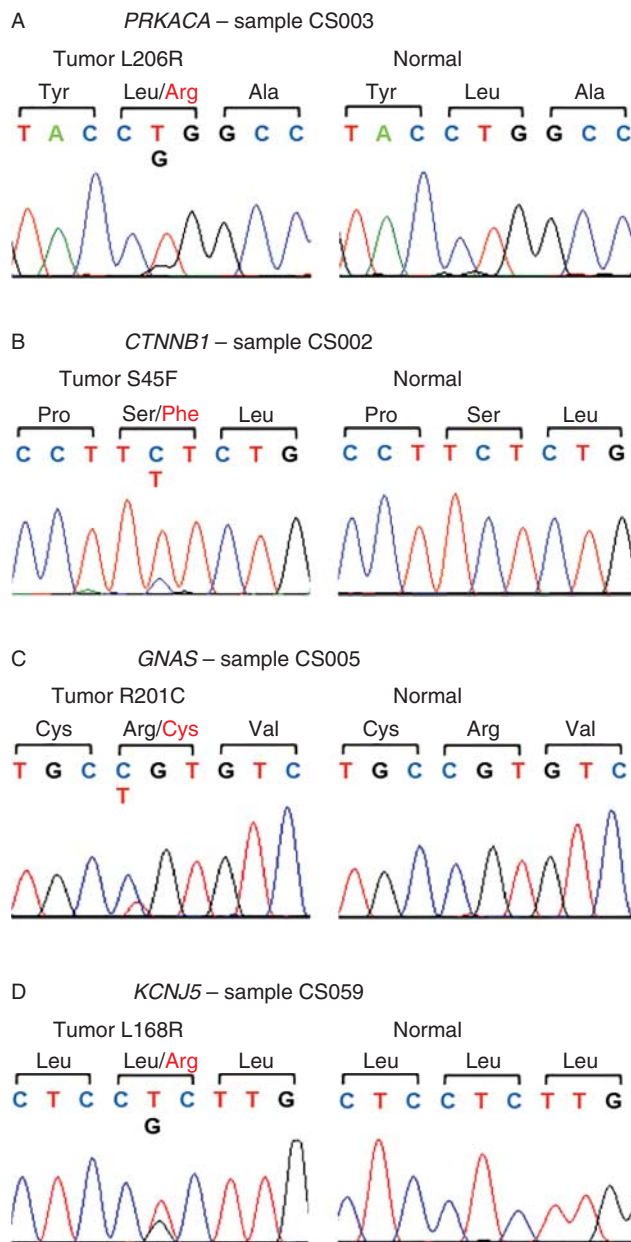 A PRKACA – sample CS003
Tumor L206R Normal
Tyr Leu/Arg Ala Tyr Leu Ala
T A C C T G G C C T A C C T G G C C
G
B CTNNB1 – sample CS002
Tumor S45F Normal
Pro Ser/Phe Leu Pro Ser Leu
C C T T C T C T G C C T T C T C T G
T
C GNAS – sample CS005
Tumor R201C Normal
Cys Arg/Cys Val Cys Arg Val
T G C C G T G T C T G C C G T G T C
T
D KCNJ5 – sample CS059
Tumor L168R Normal
Leu Leu/Arg Leu Leu Leu Leu
C T C C T C T T G C T C C T C T T G
G